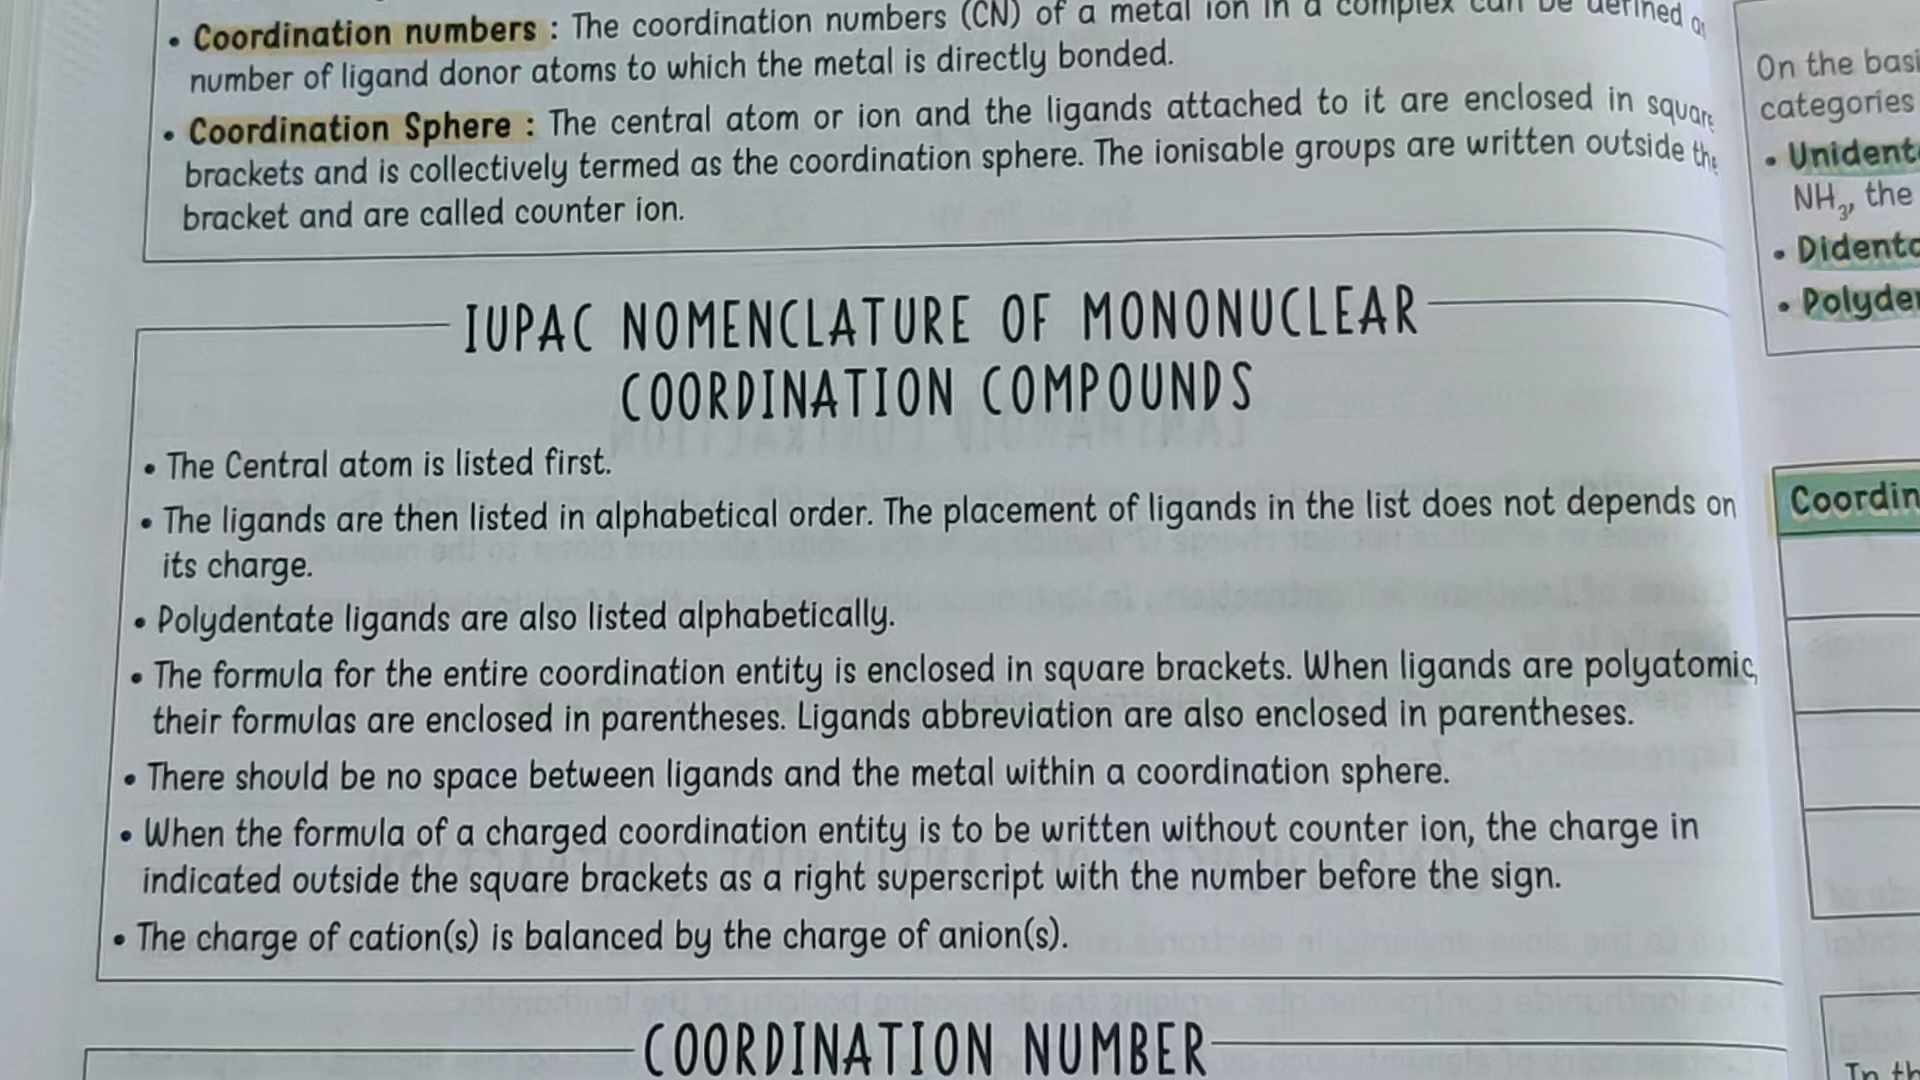 • Coordination numbers : The coordination numbers (CN) of a metal ion in a complex can be defined
number of ligand donor atoms to which the metal is directly bonded.
• Coordination Sphere : The central atom or ion and the ligands attached to it are enclosed in square
brackets and is collectively termed as the coordination sphere. The ionisable groups are written outside the
bracket and are called counter ion.
IUPAC NOMENCLATURE OF MONONUCLEAR
COORDINATION COMPOUNDS
• The Central atom is listed first.
• The ligands are then listed in alphabetical order. The placement of ligands in the list does not depends on
its charge.
• Polydentate ligands are also listed alphabetically.
• The formula for the entire coordination entity is enclosed in square brackets. When ligands are polyatomic,
their formulas are enclosed in parentheses. Ligands abbreviation are also enclosed in parentheses.
• There should be no space between ligands and the metal within a coordination sphere.
• When the formula of a charged coordination entity is to be written without counter ion, the charge in
indicated outside the square brackets as a right superscript with the number before the sign.
• The charge of cation(s) is balanced by the charge of anion(s).
COORDINATION NUMBER
On the basi
categories
• Unident
NH₃, the
• Didento
• Polyde
Coordin
In th